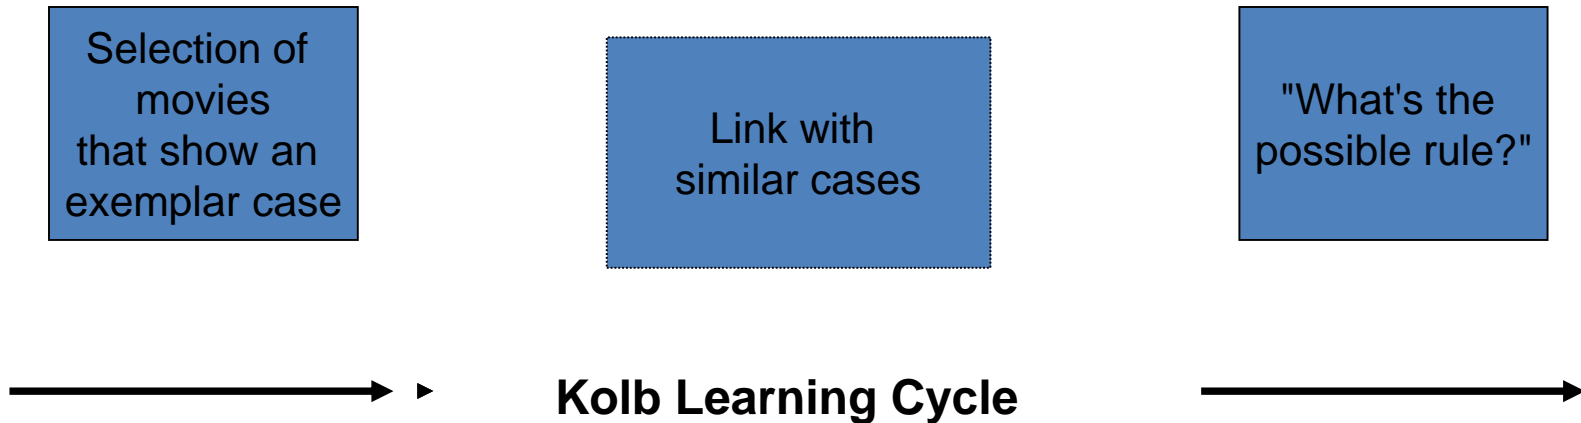 Selection of
movies
that show an
exemplar case
Link with
similar cases
"What's the
possible rule?"
Kolb Learning Cycle